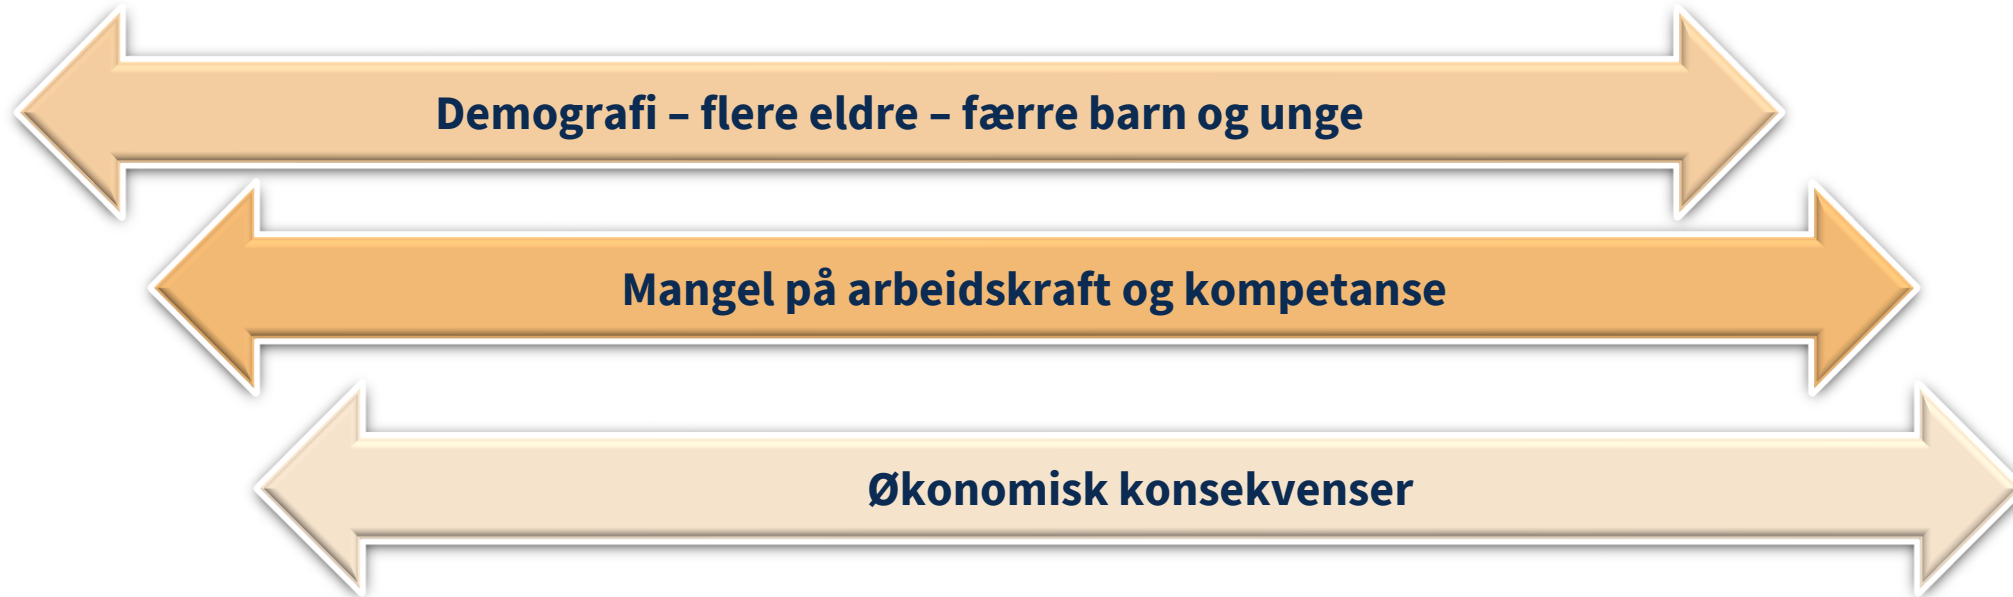 Demografi – flere eldre – færre barn og unge
Mangel på arbeidskraft og kompetanse
Økonomisk konsekvenser